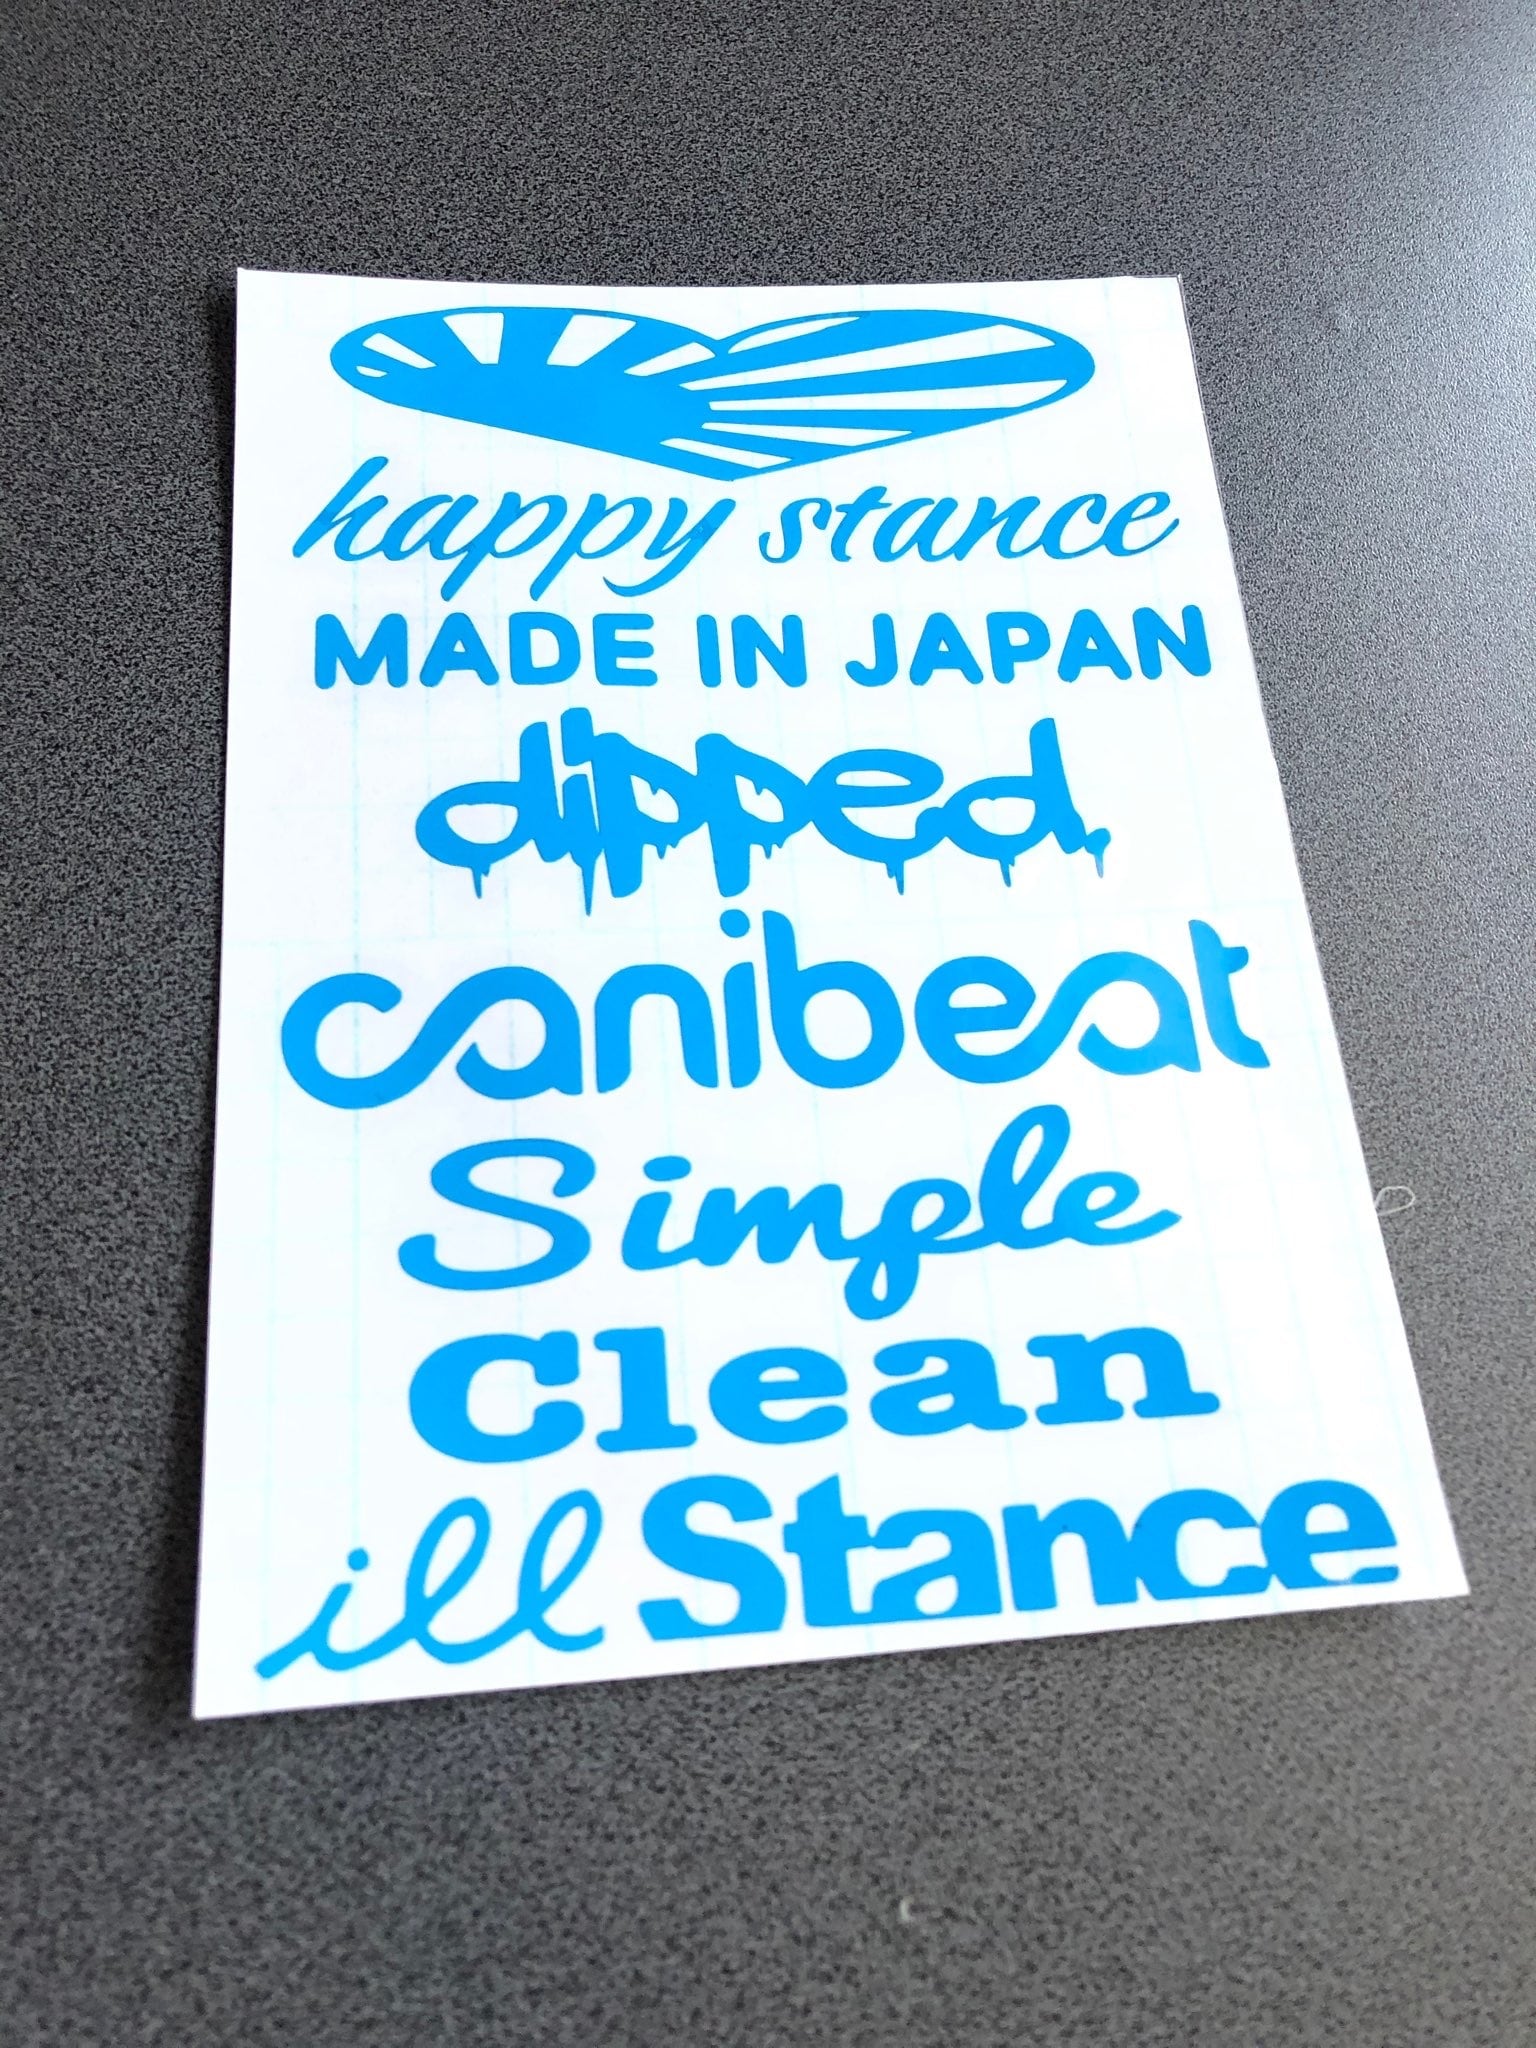 happy stance
MADE IN JAPAN
dipped.
canibeat
Simple
Clean
ill Stance